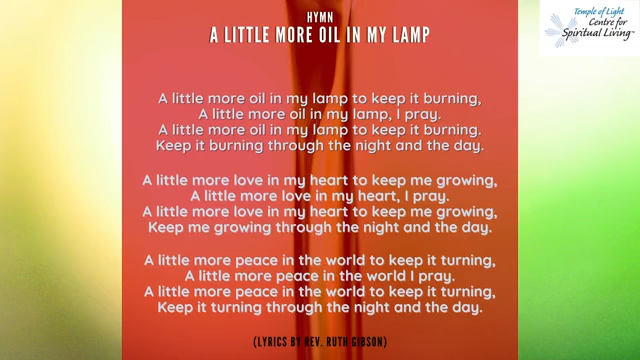 HYMN
A LITTLE MORE OIL IN MY LAMP
Temple of Light
Centre for
Spiritual Living™
A little more oil in my lamp to keep it burning,
A little more oil in my lamp, I pray.
A little more oil in my lamp to keep it burning.
Keep it burning through the night and the day.
A little more love in my heart to keep me growing,
A little more love in my heart, I pray.
A little more love in my heart to keep me growing,
Keep me growing through the night and the day.
A little more peace in the world to keep it turning,
A little more peace in the world I pray.
A little more peace in the world to keep it turning,
Keep it turning through the night and the day.
(LYRICS BY REV. RUTH GIBSON)